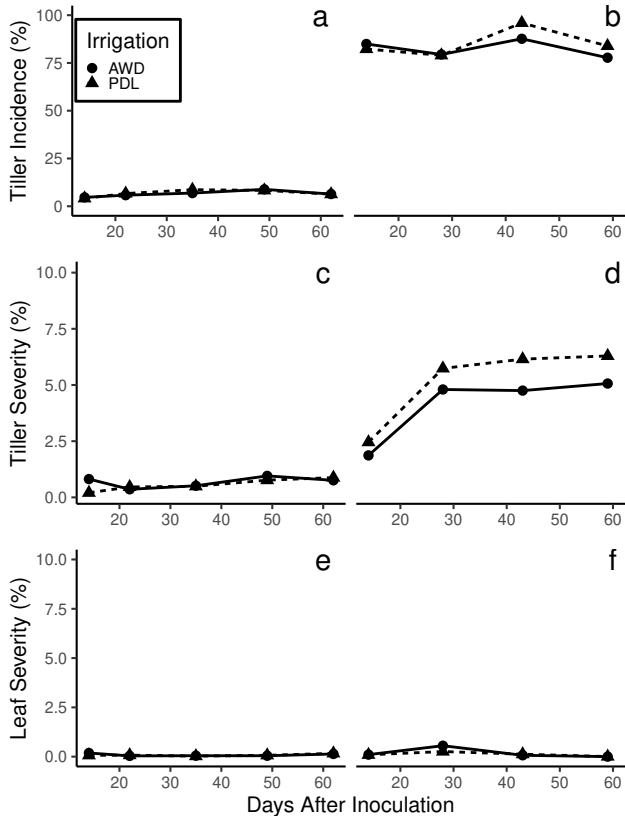 a
b
Irrigation
AWD
PDL
Tiller Incidence (%)
100
75
50
25
0
20 30 40 50 60
20 30 40 50 60
c
d
Tiller Severity (%)
10.0
7.5
5.0
2.5
0.0
20 30 40 50 60
20 30 40 50 60
e
f
Leaf Severity (%)
10.0
7.5
5.0
2.5
0.0
20 30 40 50 60
20 30 40 50 60
Days After Inoculation